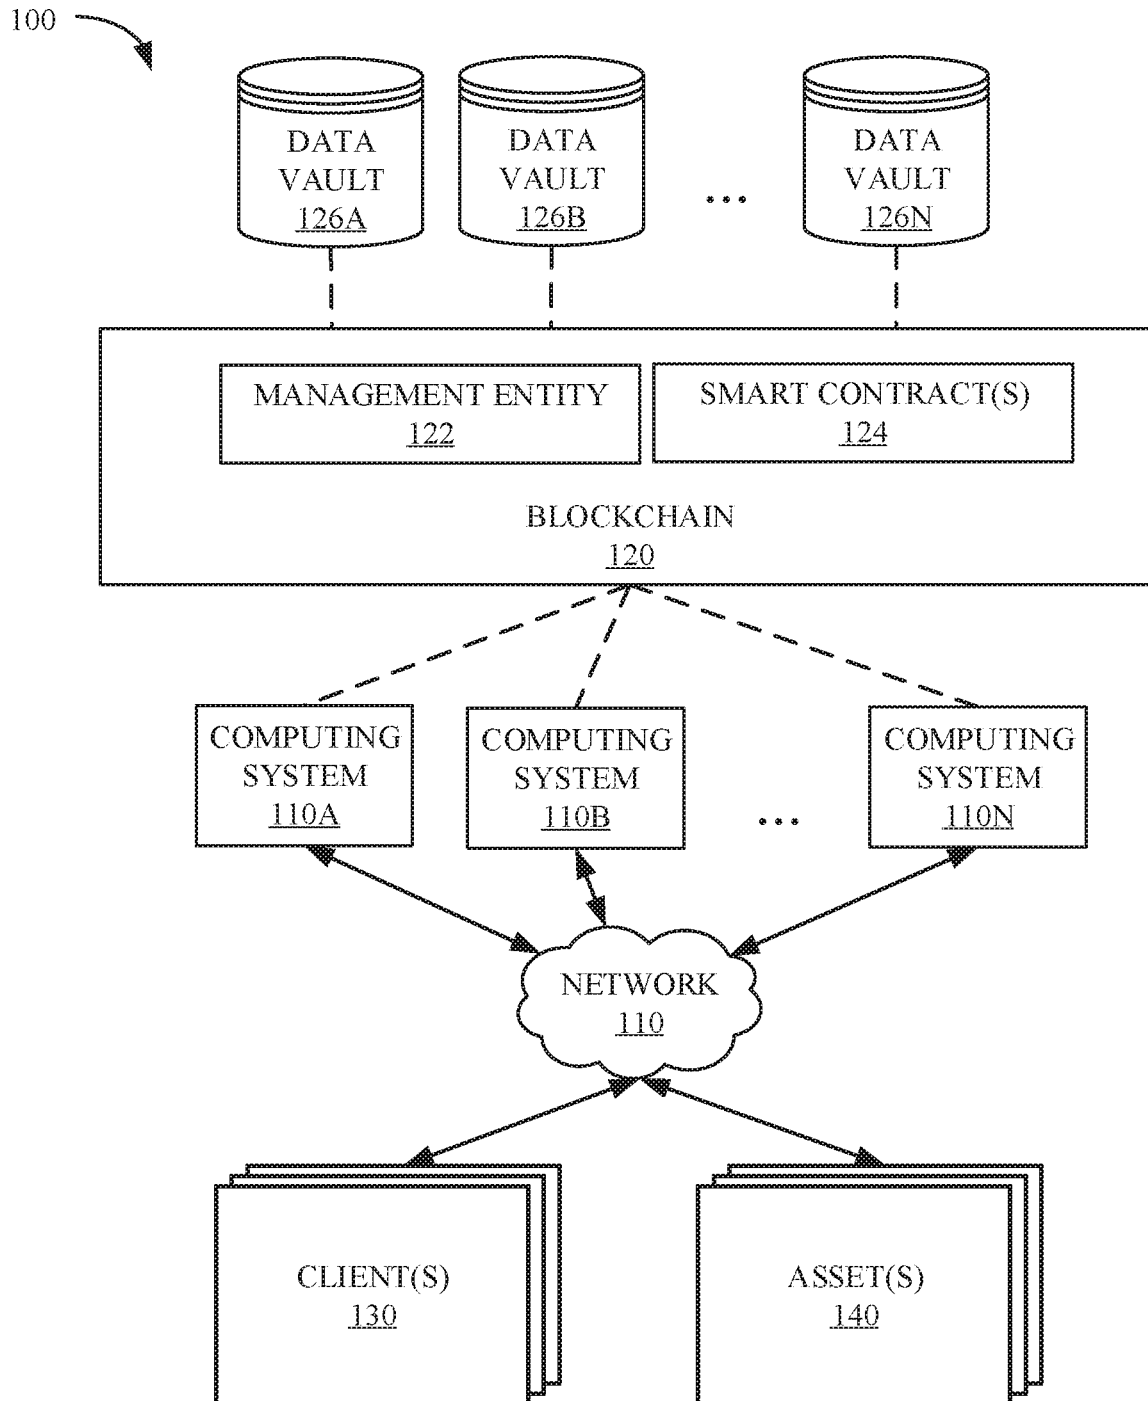 100
DATA
VAULT
126A
DATA
VAULT
126B
...
DATA
VAULT
126N
MANAGEMENT ENTITY
122
SMART CONTRACT(S)
124
BLOCKCHAIN
120
COMPUTING
SYSTEM
110A
COMPUTING
SYSTEM
110B
...
COMPUTING
SYSTEM
110N
NETWORK
110
CLIENT(S)
130
ASSET(S)
140